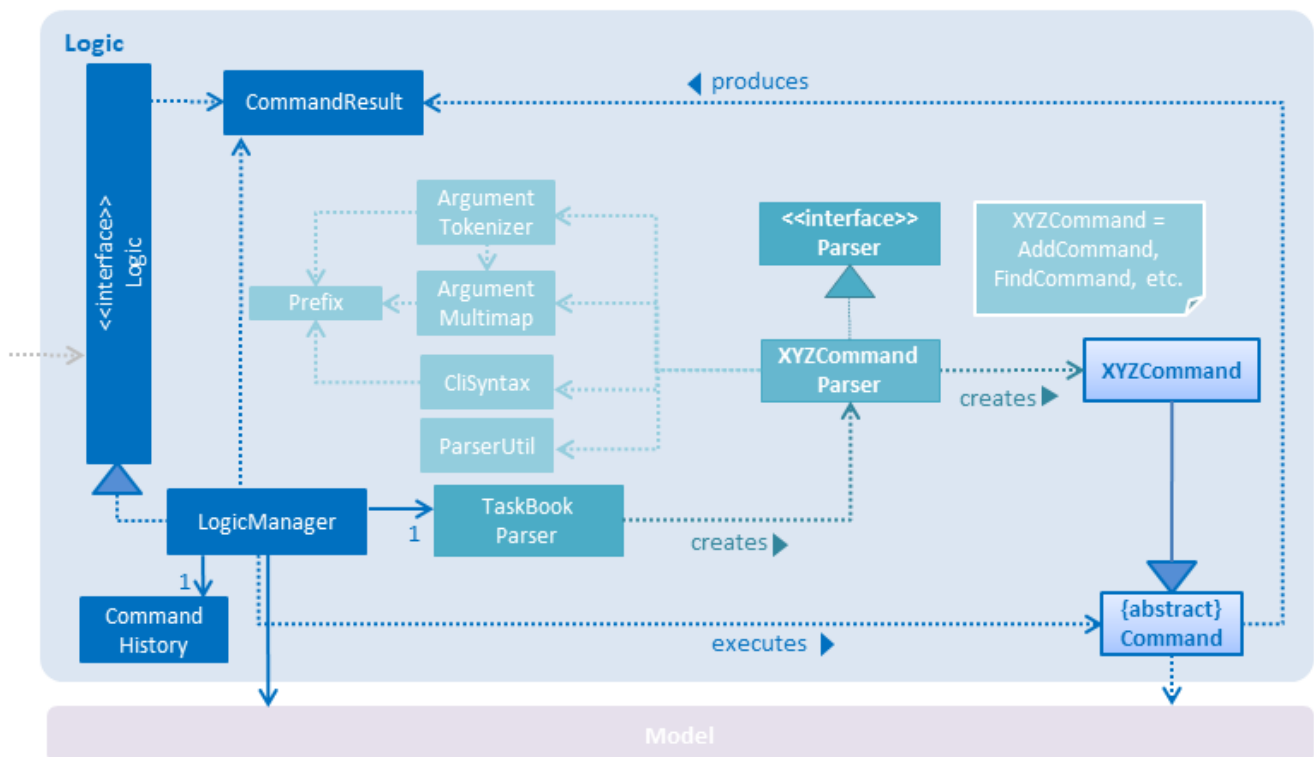 Logic
<<interface>>
Logic
CommandResult
produces
Argument
Tokenizer
<<interface>>
Parser
XYZCommand =
AddCommand,
FindCommand, etc.
Prefix
Argument
Multimap
XYZCommand
Parser
creates
XYZCommand
CliSyntax
ParserUtil
LogicManager
1
TaskBook
Parser
creates
1
Command
History
executes
{abstract}
Command
Model